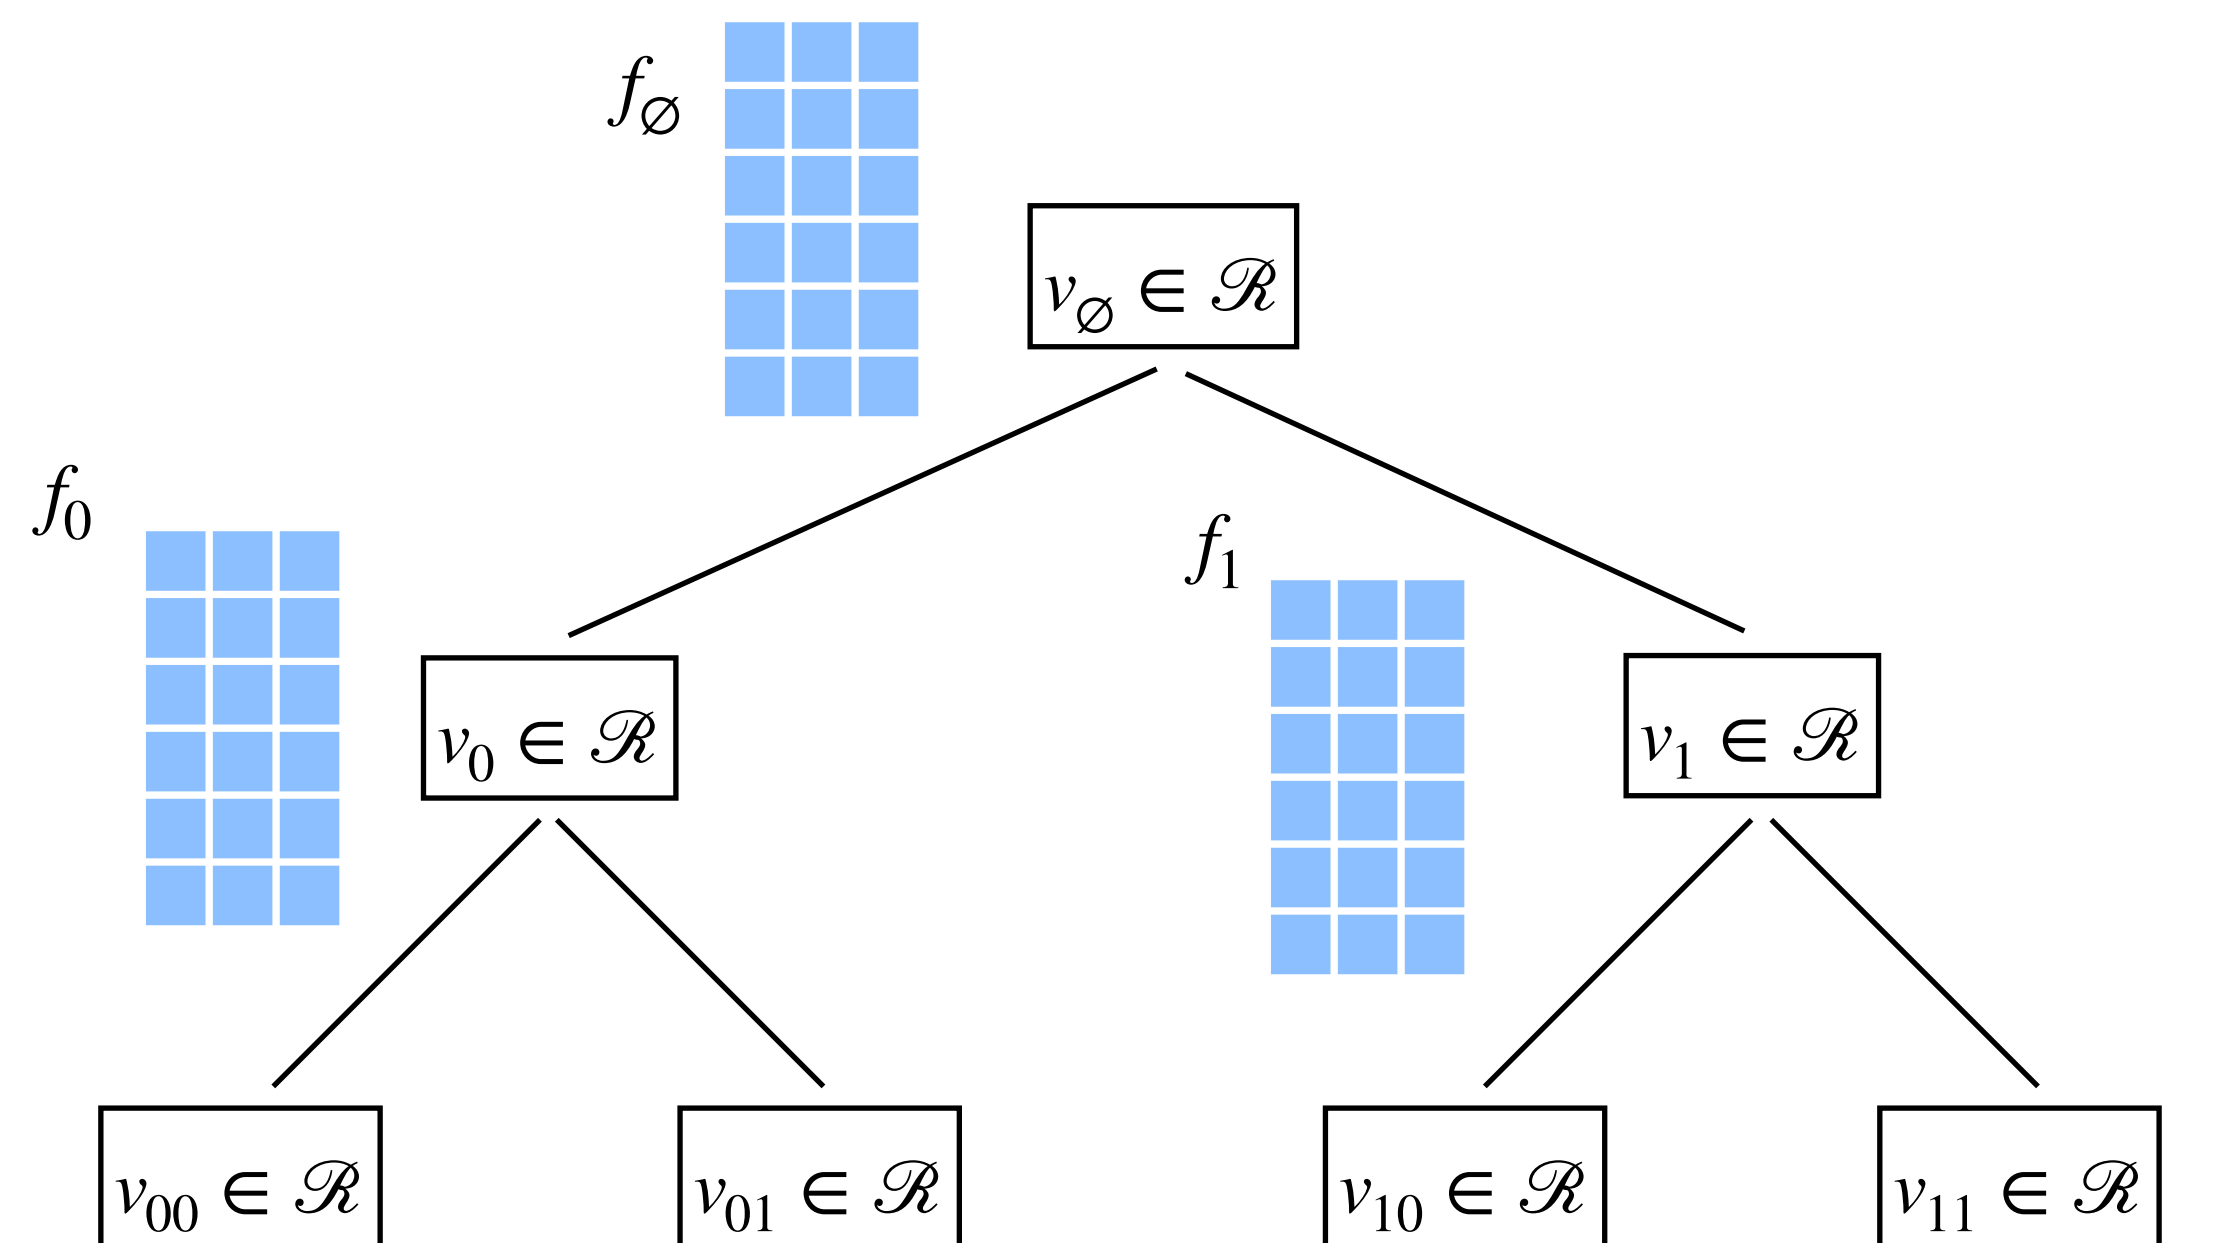 f∅
v∅ ∈ ℛ
f0
f1
v0 ∈ ℛ
v1 ∈ ℛ
v00 ∈ ℛ
v01 ∈ ℛ
v10 ∈ ℛ
v11 ∈ ℛ